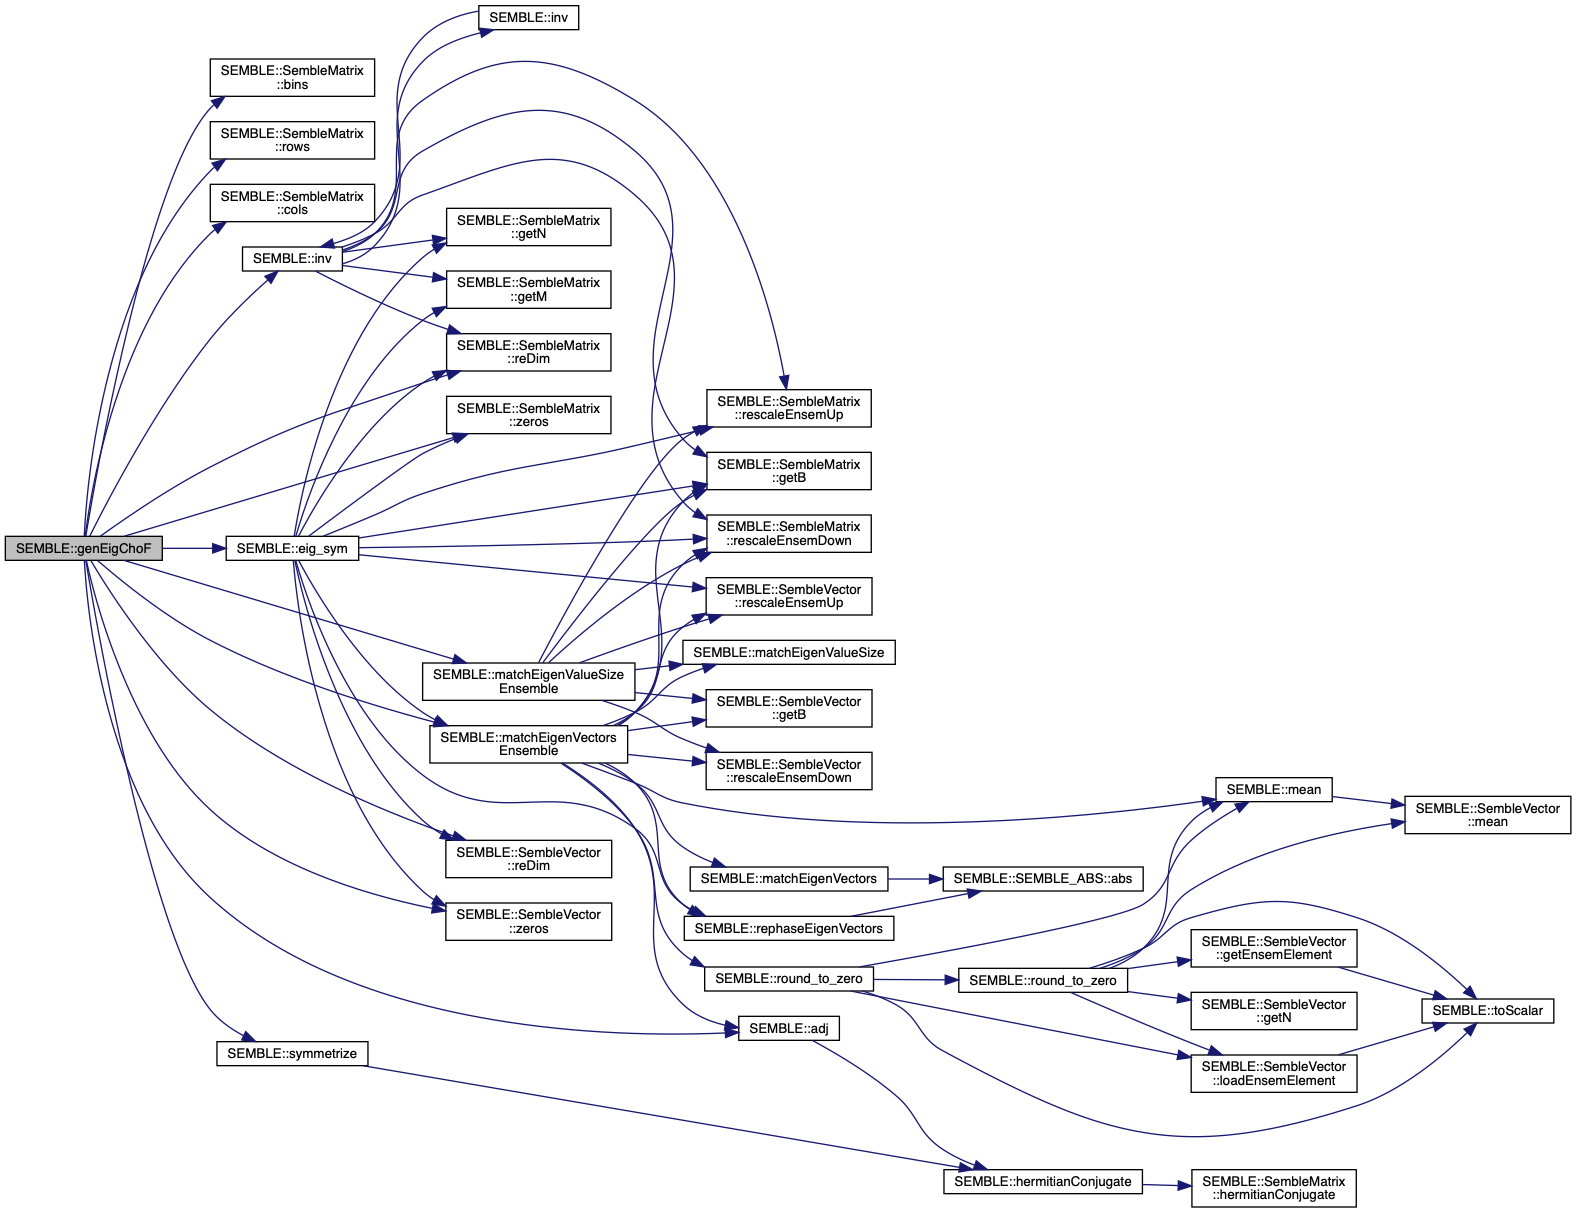 SEMBLE::inv
SEMBLE::SembleMatrix
::bins
SEMBLE::SembleMatrix
::rows
SEMBLE::SembleMatrix
::cols
SEMBLE::inv
SEMBLE::SembleMatrix
::getN
SEMBLE::SembleMatrix
::getM
SEMBLE::SembleMatrix
::reDim
SEMBLE::SembleMatrix
::zeros
SEMBLE::SembleMatrix
::rescaleEnsemUp
SEMBLE::SembleMatrix
::getB
SEMBLE::SembleMatrix
::rescaleEnsemDown
SEMBLE::genEigChoF
SEMBLE::eig_sym
SEMBLE::SembleVector
::rescaleEnsemUp
SEMBLE::matchEigenValueSize
SEMBLE::matchEigenValueSize
Ensemble
SEMBLE::SembleVector
::getB
SEMBLE::matchEigenVectors
Ensemble
SEMBLE::SembleVector
::rescaleEnsemDown
SEMBLE::mean
SEMBLE::SembleVector
::mean
SEMBLE::SembleVector
::reDim
SEMBLE::matchEigenVectors
SEMBLE::SEMBLE_ABS::abs
SEMBLE::SembleVector
::zeros
SEMBLE::rephaseEigenVectors
SEMBLE::SembleVector
::getEnsemElement
SEMBLE::round_to_zero
SEMBLE::round_to_zero
SEMBLE::SembleVector
::getN
SEMBLE::toScalar
SEMBLE::adj
SEMBLE::symmetrize
SEMBLE::SembleVector
::loadEnsemElement
SEMBLE::hermitianConjugate
SEMBLE::SembleMatrix
::hermitianConjugate